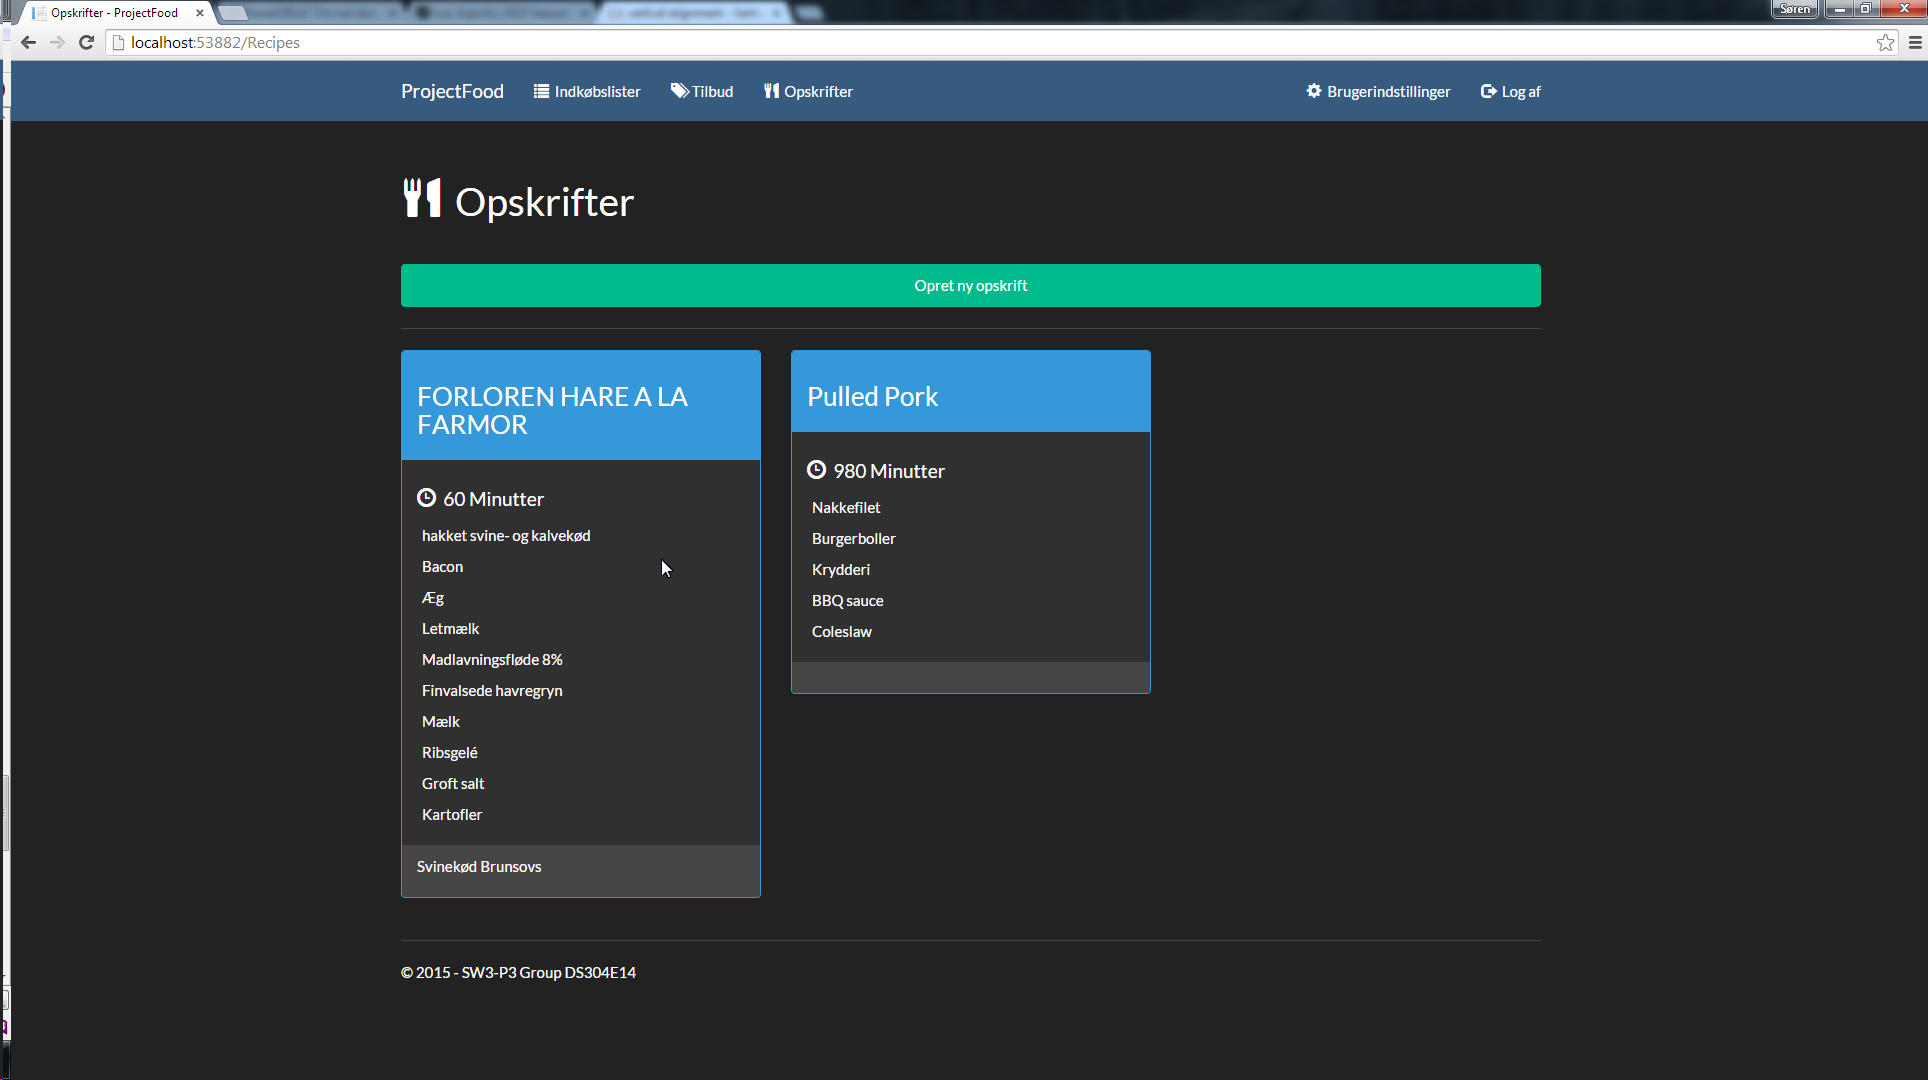 Opskrifter - ProjectFood
Søren
localhost:53882/Recipes
ProjectFood Indkøbslister Tilbud Opskrifter Brugerindstillinger Log af
Opskrifter
Opret ny opskrift
FORLOREN HARE A LA
FARMOR
60 Minutter
hakket svine- og kalvekød
Bacon
Æg
Letmælk
Madlavningsfløde 8%
Finvalsede havregryn
Mælk
Ribsgelé
Groft salt
Kartofler
Svinekød Brunsovs
Pulled Pork
980 Minutter
Nakkefilet
Burgerboller
Krydderi
BBQ sauce
Coleslaw
© 2015 - SW3-P3 Group DS304E14